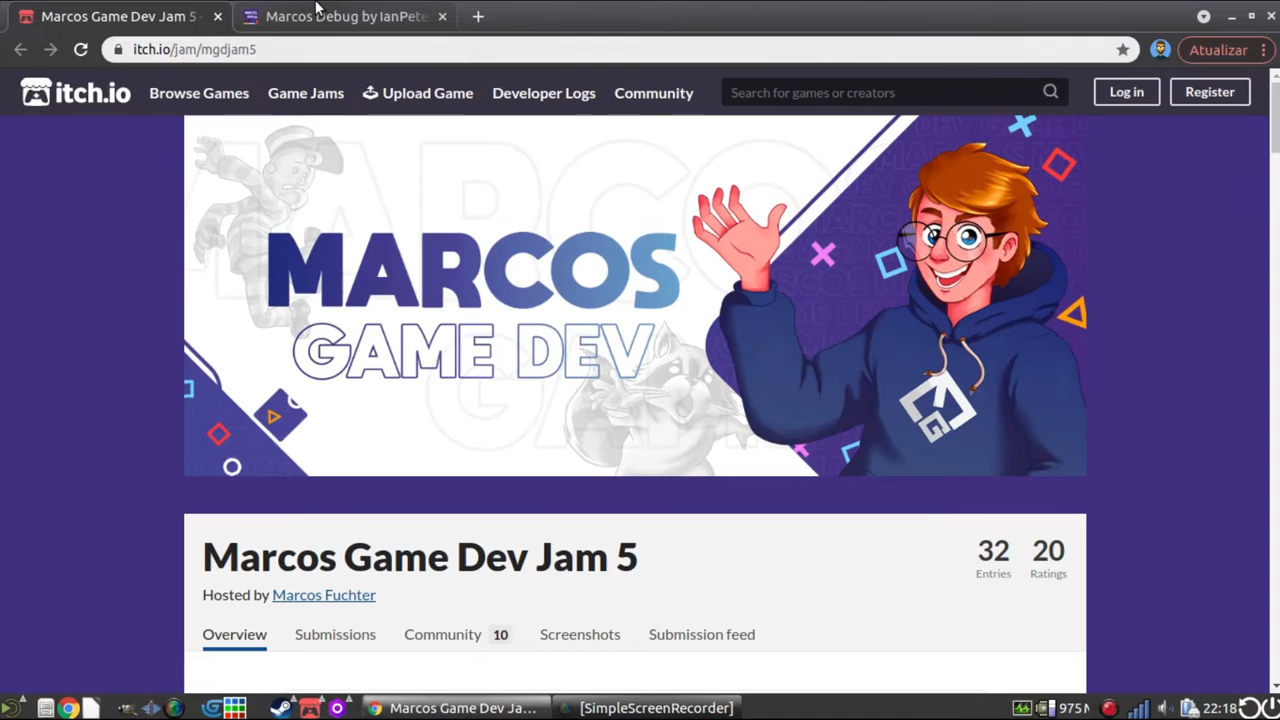 Marcos Game Dev Jam 5 -
Marcos Debug by IanPete
itch.io/jam/mgdjam5
Atualizar
itch.io
Browse Games
Game Jams
Upload Game
Developer Logs
Community
Search for games or creators
Log in
Register
MARCOS
GAME DEV
Marcos Game Dev Jam 5
32
Entries
20
Ratings
Hosted by Marcos Fuchter
Overview
Submissions
Community 10
Screenshots
Submission feed
Marcos Game Dev Ja...
[SimpleScreenRecorder]
975 M
22:18